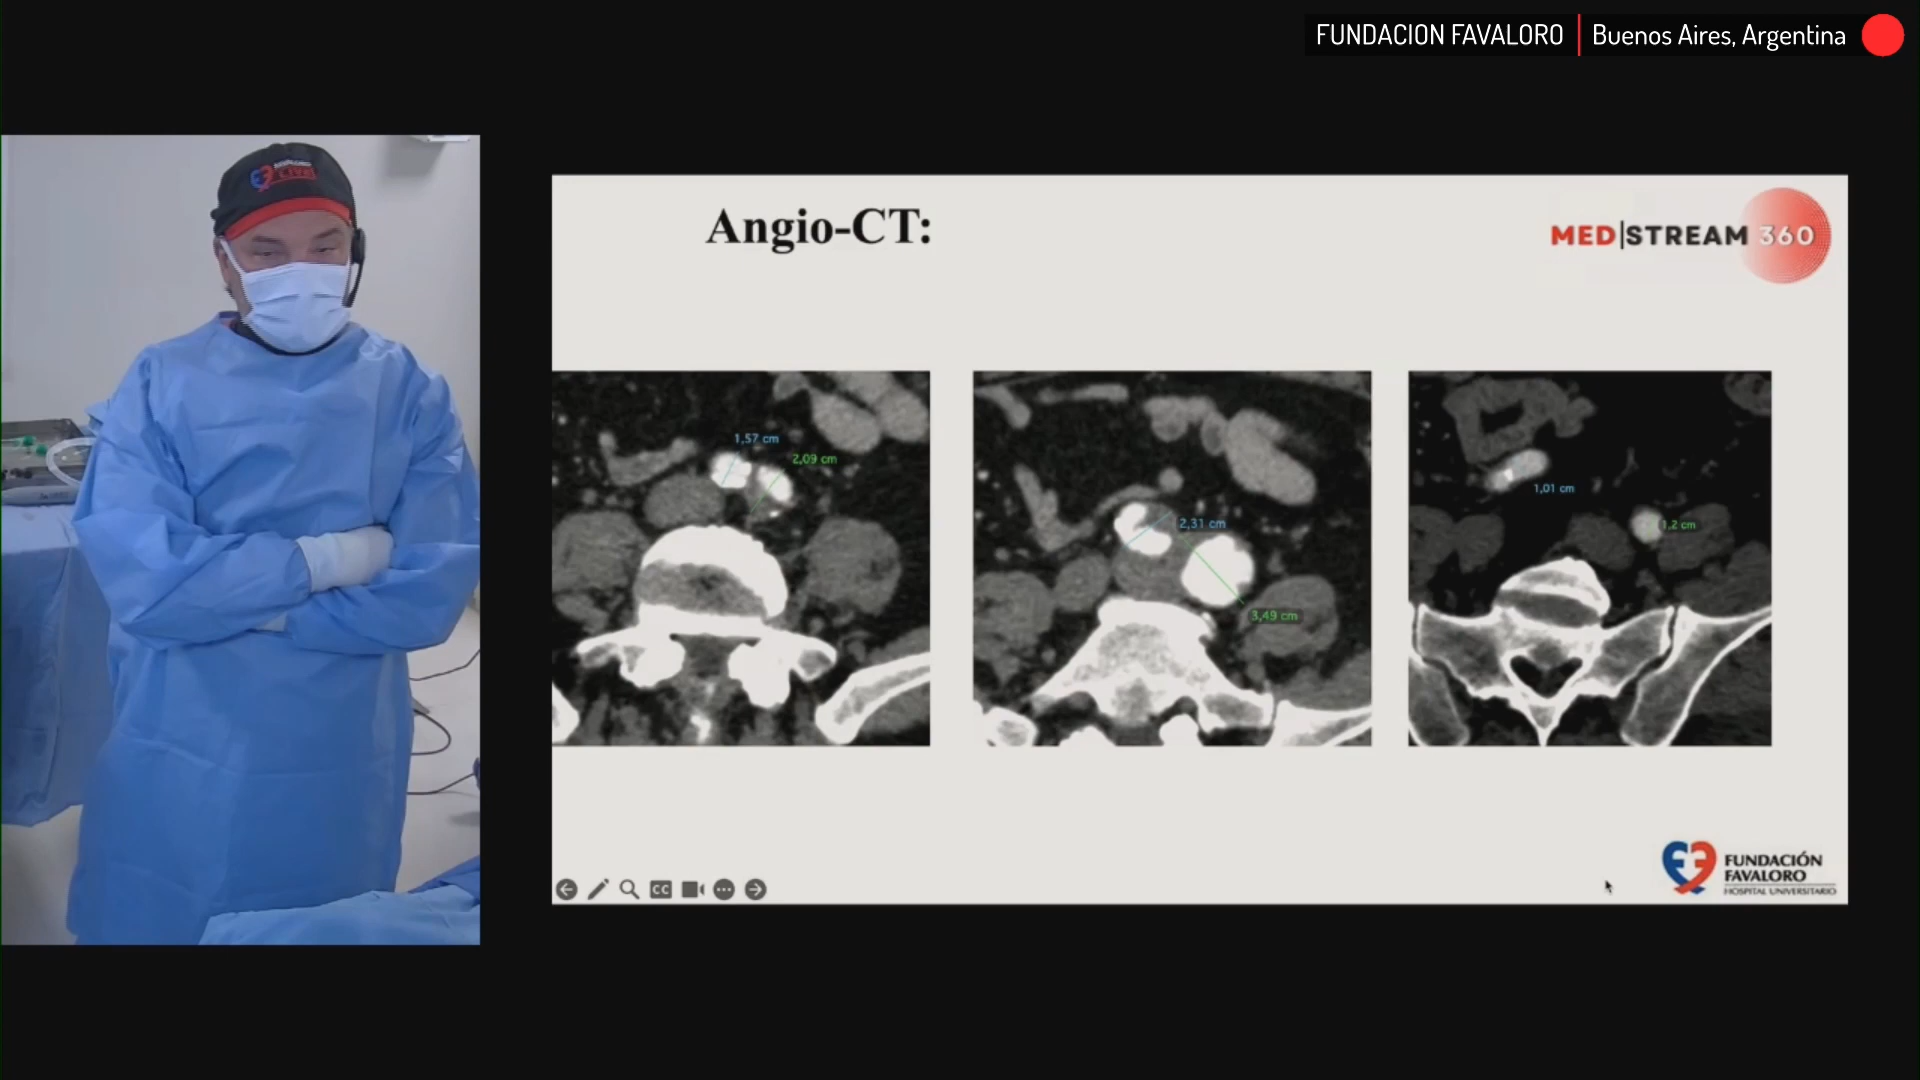 FUNDACION FAVALORO | Buenos Aires, Argentina
Angio-CT:
MED|STREAM 360
1,57 cm
2,09 cm
2,31 cm
3,49 cm
1,01 cm
1,2 cm
CC
FUNDACIÓN
FAVALORO
HOSPITAL UNIVERSITARIO